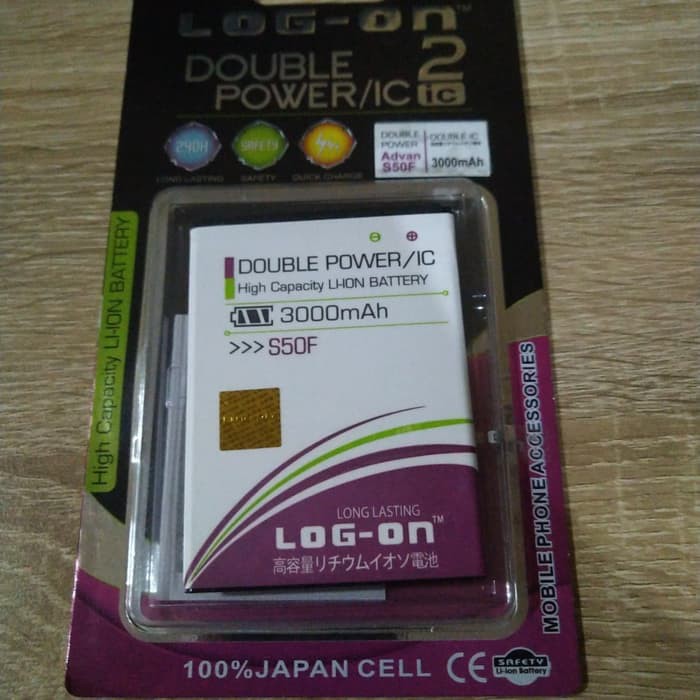 LOG-ON™
DOUBLE
POWER/IC
2
ic
240H
SAFETY
LONG LASTING
SAFETY
QUICK CHARGE
DOUBLE
POWER
Advan
S50F
DOUBLE IC
3000mAh
High Capacity LI-ION BATTERY
DOUBLE POWER/IC
High Capacity LI-ION BATTERY
3000mAh
>>> S50F
LONG LASTING
LOG-ON™
高容量リチウムイオソ電池
MOBILE PHONE ACCESSORIES
100%JAPAN CELL
CE
SAFETY
Li-ion Battery